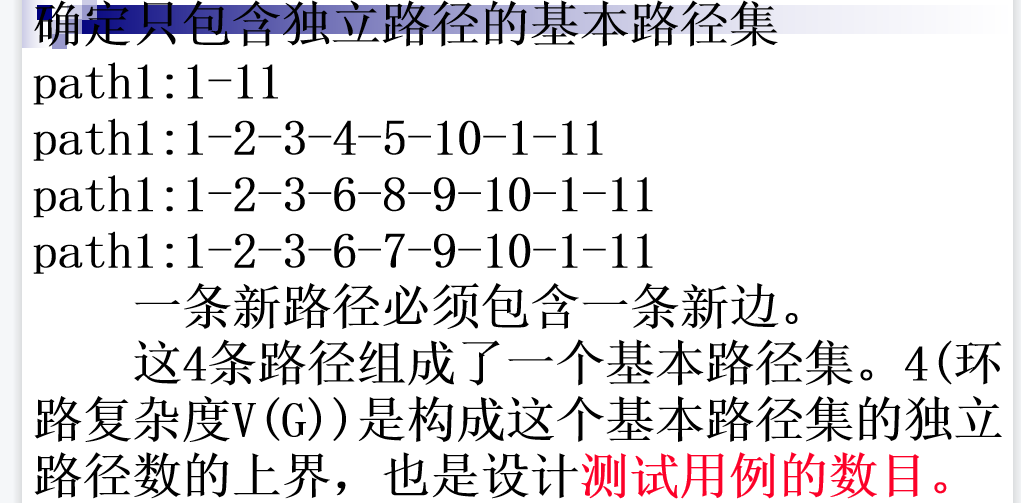 确定只包含独立路径的基本路径集
path1:1-11
path1:1-2-3-4-5-10-1-11
path1:1-2-3-6-8-9-10-1-11
path1:1-2-3-6-7-9-10-1-11
一条新路径必须包含一条新边。
这4条路径组成了一个基本路径集。4(环
路复杂度V(G))是构成这个基本路径集的独立
路径数的上界，也是设计测试用例的数目。